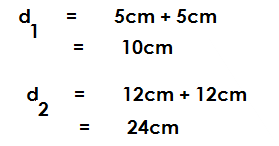 d₁ = 5cm + 5cm
= 10cm
d₂ = 12cm + 12cm
= 24cm